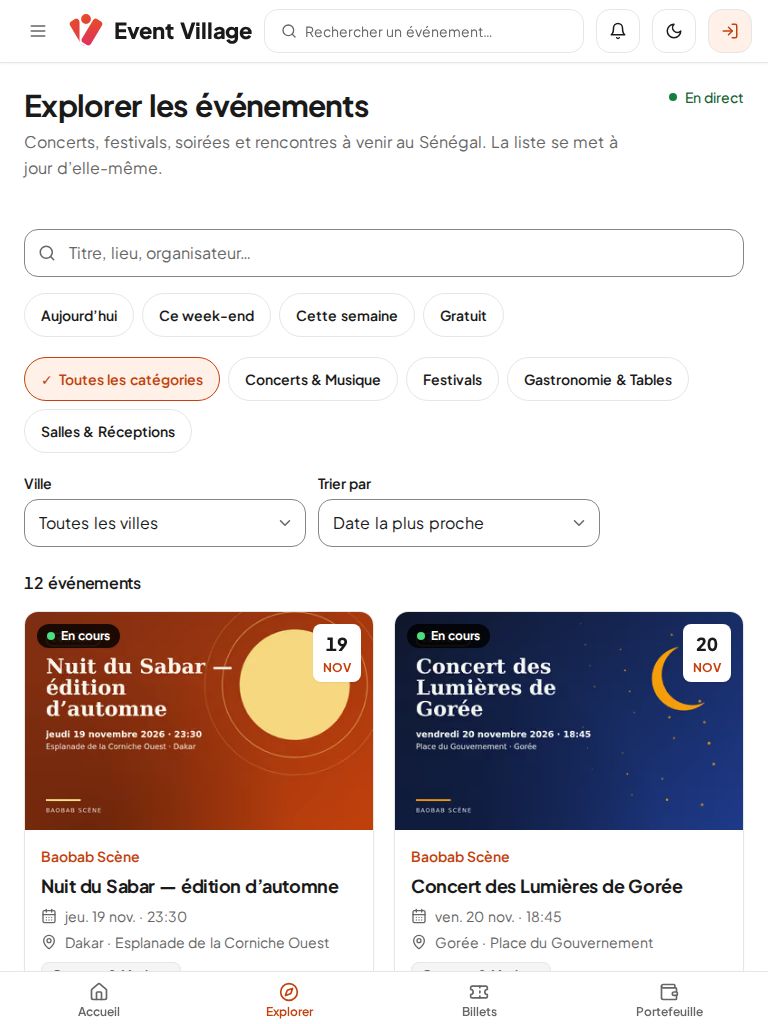 Event Village
Rechercher un événement...
Explorer les événements
En direct
Concerts, festivals, soirées et rencontres à venir au Sénégal. La liste se met à
jour d’elle-même.
Titre, lieu, organisateur...
Aujourd’hui
Ce week-end
Cette semaine
Gratuit
✓ Toutes les catégories
Concerts & Musique
Festivals
Gastronomie & Tables
Salles & Réceptions
Ville
Trier par
Toutes les villes
Date la plus proche
12 événements
En cours
19
NOV
Nuit du Sabar —
édition
d’automne
jeudi 19 novembre 2026 · 23:30
Esplanade de la Corniche Ouest · Dakar
BAOBAB SCÈNE
En cours
20
NOV
Concert des
Lumières de
Gorée
vendredi 20 novembre 2026 · 18:45
Place du Gouvernement · Gorée
BAOBAB SCÈNE
Baobab Scène
Nuit du Sabar — édition d’automne
jeu. 19 nov. · 23:30
Dakar · Esplanade de la Corniche Ouest
Baobab Scène
Concert des Lumières de Gorée
ven. 20 nov. · 18:45
Gorée · Place du Gouvernement
Accueil
Explorer
Billets
Portefeuille